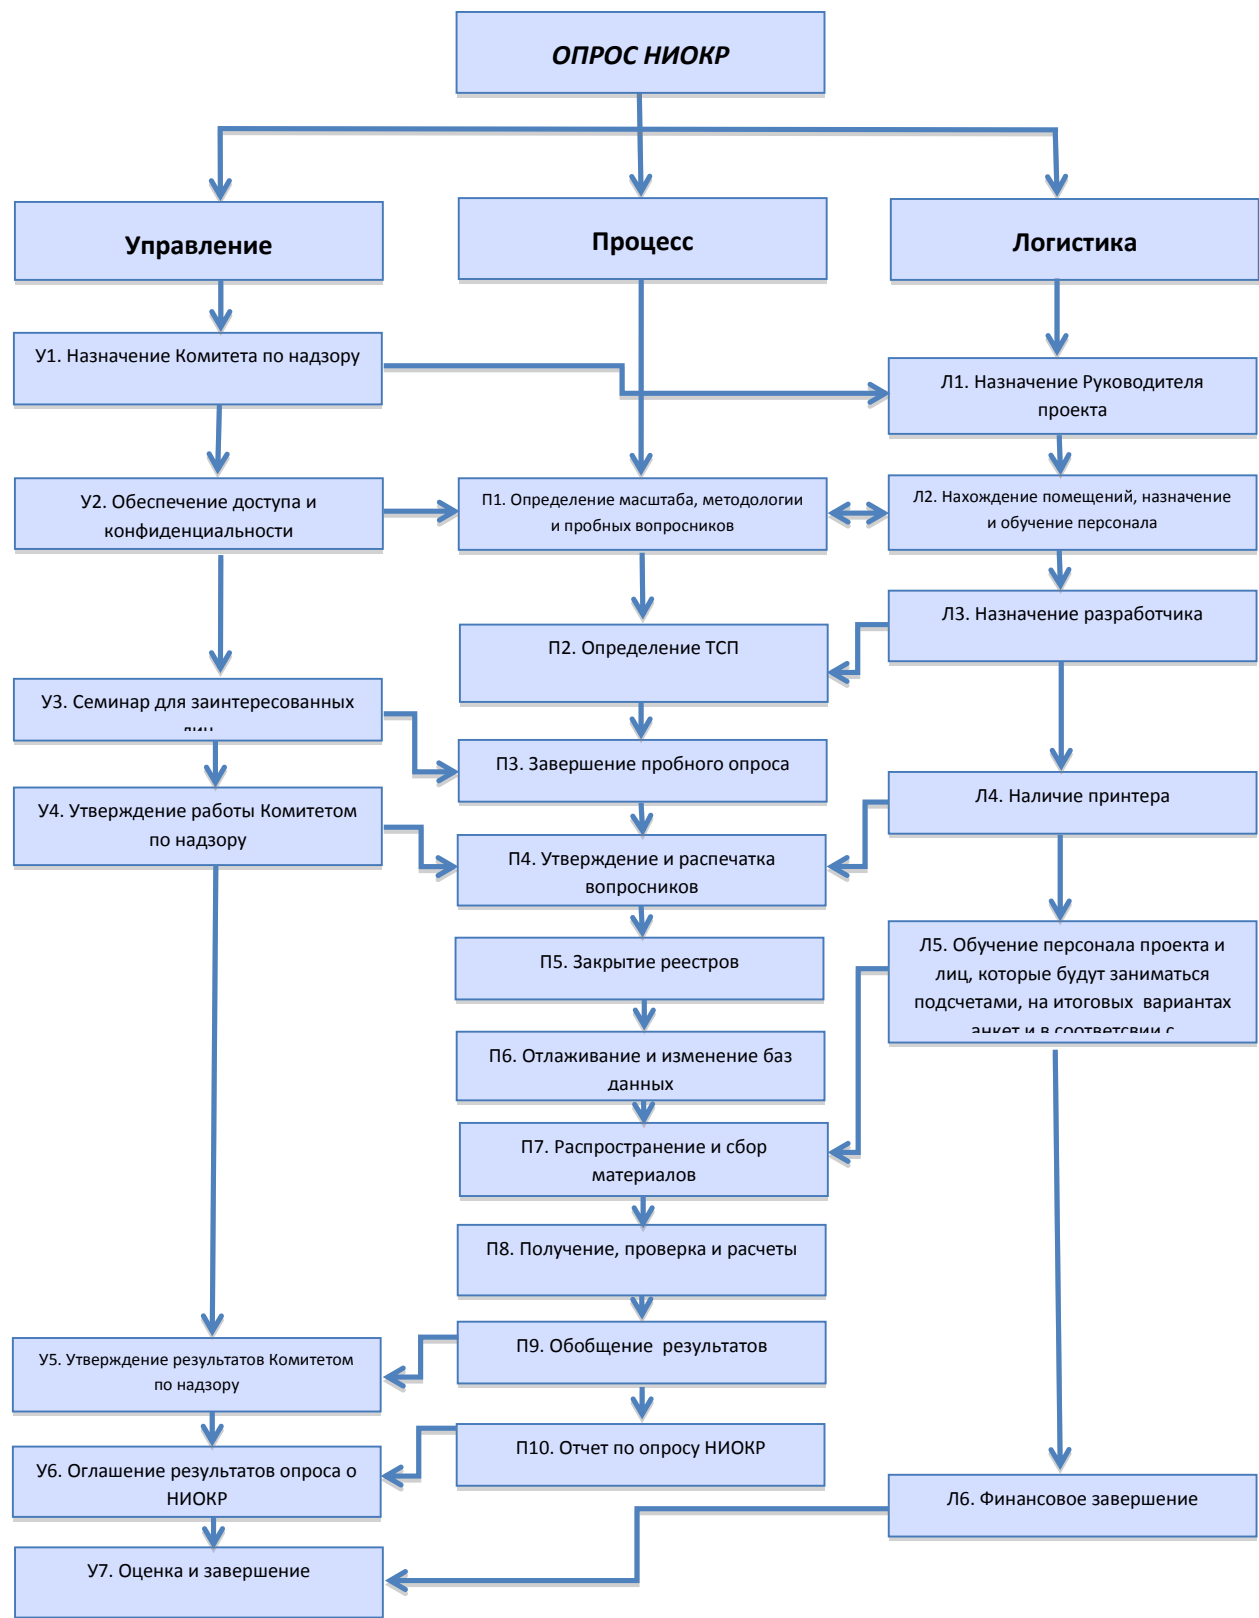 ОПРОС НИОКР
Управление
Процесс
Логистика
У1. Назначение Комитета по надзору
Л1. Назначение Руководителя
проекта
У2. Обеспечение доступа и
конфиденциальности
П1. Определение масштаба, методологии
и пробных вопросников
Л2. Нахождение помещений, назначение
и обучение персонала
Л3. Назначение разработчика
П2. Определение ТСП
У3. Семинар для заинтересованных
лиц
П3. Завершение пробного опроса
Л4. Наличие принтера
У4. Утверждение работы Комитетом
по надзору
П4. Утверждение и распечатка
вопросников
П5. Закрытие реестров
Л5. Обучение персонала проекта и
лиц, которые будут заниматься
подсчетами, на итоговых вариантах
анкет и в соответсвии с
П6. Отлаживание и изменение баз
данных
П7. Распространение и сбор
материалов
П8. Получение, проверка и расчеты
П9. Обобщение результатов
У5. Утверждение результатов Комитетом
по надзору
П10. Отчет по опросу НИОКР
У6. Оглашение результатов опроса о
НИОКР
Л6. Финансовое завершение
У7. Оценка и завершение